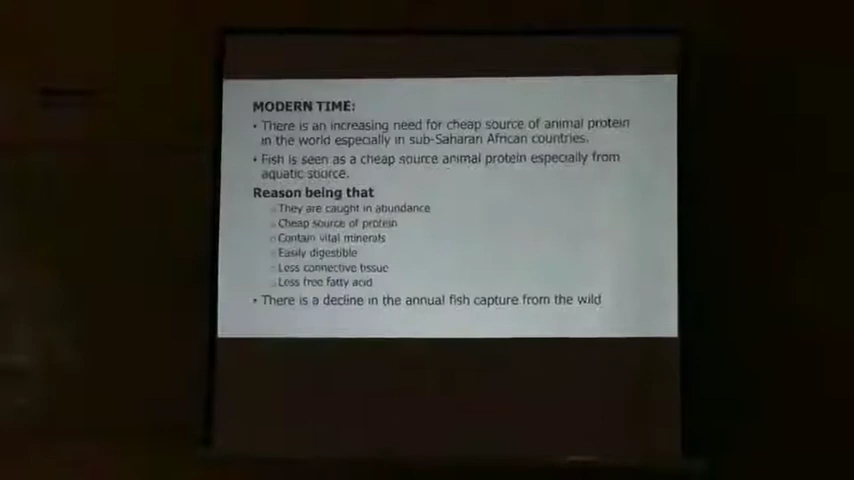 MODERN TIME:
• There is an increasing need for cheap source of animal protein
in the world especially in sub-Saharan African countries.
• Fish is seen as a cheap source animal protein especially from
aquatic source.
Reason being that
▫ They are caught in abundance
▫ Cheap source of protein
▫ Contain vital minerals
▫ Easily digestible
▫ Less connective tissue
▫ Less free fatty acid
• There is a decline in the annual fish capture from the wild